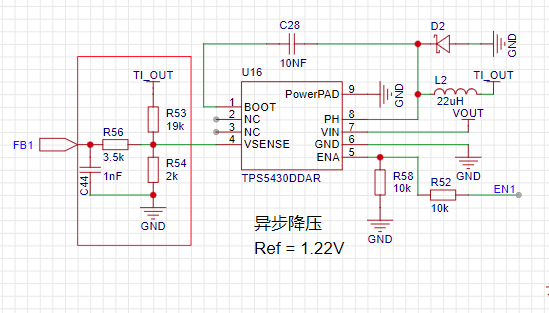 C28
10NF
D2
GND
U16
TI_OUT
PowerPAD
9
GND
L2
22uH
TI_OUT
R53
19k
1
BOOT
2
NC
3
NC
4
VSENSE
PH
8
VIN
7
GND
6
ENA
5
VOUT
FB1
R56
3.5k
C44
1nF
R54
2k
TPS5430DDAR
GND
R58
10k
R52
10k
EN1
GND
GND
异步降压
Ref = 1.22V